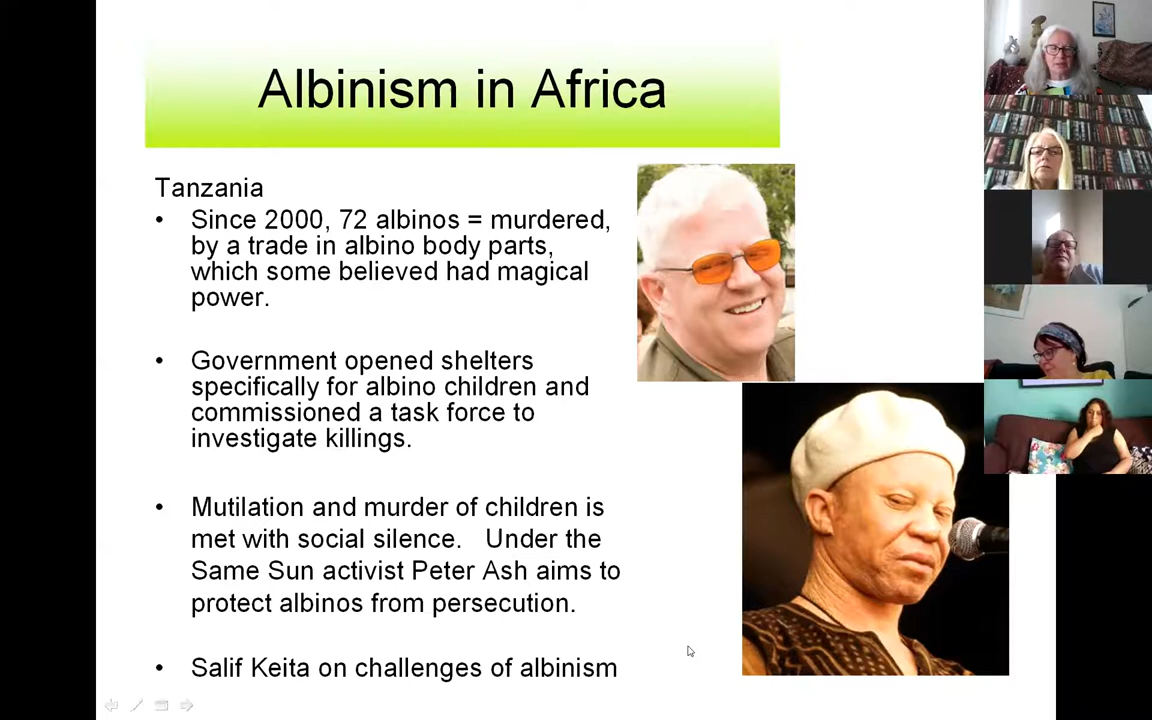 Albinism in Africa
Tanzania
• Since 2000, 72 albinos = murdered,
by a trade in albino body parts,
which some believed had magical
power.
• Government opened shelters
specifically for albino children and
commissioned a task force to
investigate killings.
• Mutilation and murder of children is
met with social silence. Under the
Same Sun activist Peter Ash aims to
protect albinos from persecution.
• Salif Keita on challenges of albinism